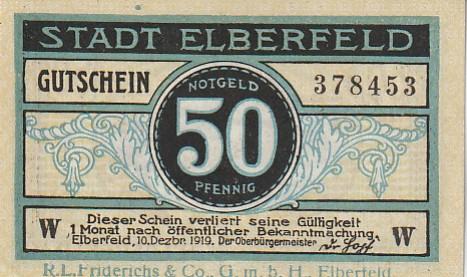 STADT ELBERFELD
GUTSCHEIN
NOTGELD
378453
50
PFENNIG
W
Dieser Schein verliert seine Gültigkeit
1 Monat nach öffentlicher Bekanntmachung.
Elberfeld, 10. Dezbr. 1919. Der Oberbürgermeister
W
R.L. Friderichs & Co., G. m. b. H., Elberfeld